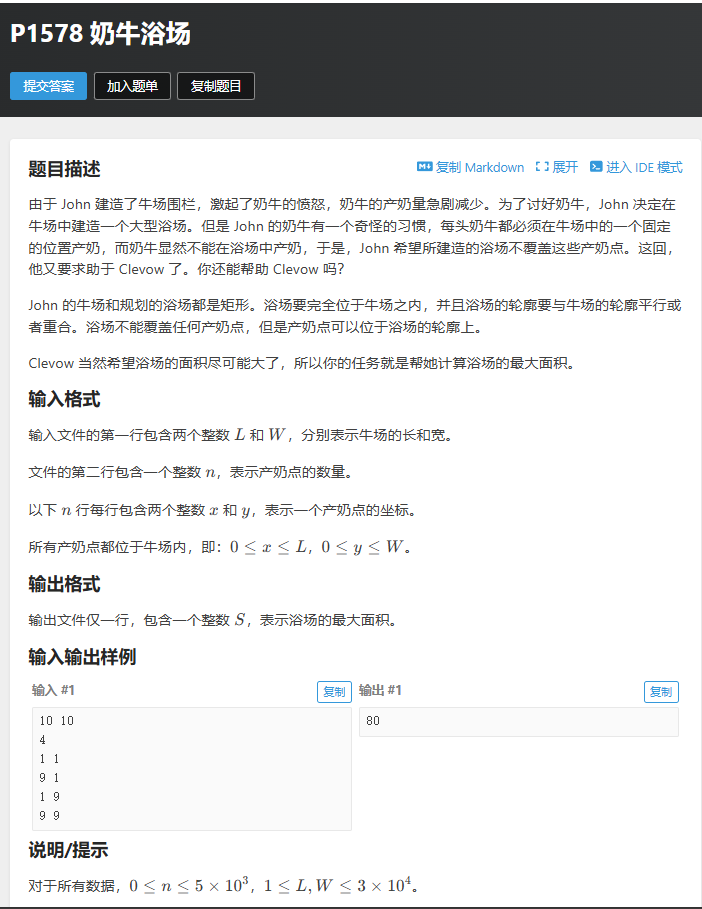 P1578 奶牛浴场
提交答案 加入题单 复制题目
题目描述 复制 Markdown 展开 进入 IDE 模式
由于 John 建造了牛场围栏，激起了奶牛的愤怒，奶牛的产奶量急剧减少。为了讨好奶牛，John 决定在
牛场中建造一个大型浴场。但是 John 的奶牛有一个奇怪的习惯，每头奶牛都必须在牛场中的一个固定
的位置产奶，而奶牛显然不能在浴场中产奶，于是，John 希望所建造的浴场不覆盖这些产奶点。这回，
他又要求助于 Clevow 了。你还能帮助 Clevow 吗？
John 的牛场和规划的浴场都是矩形。浴场要完全位于牛场之内，并且浴场的轮廓要与牛场的轮廓平行或
者重合。浴场不能覆盖任何产奶点，但是产奶点可以位于浴场的轮廓上。
Clevow 当然希望浴场的面积尽可能大了，所以你的任务就是帮她计算浴场的最大面积。
输入格式
输入文件的第一行包含两个整数 L 和 W，分别表示牛场的长和宽。
文件的第二行包含一个整数 n，表示产奶点的数量。
以下 n 行每行包含两个整数 x 和 y，表示一个产奶点的坐标。
所有产奶点都位于牛场内，即：0 ≤ x ≤ L，0 ≤ y ≤ W。
输出格式
输出文件仅一行，包含一个整数 S，表示浴场的最大面积。
输入输出样例
输入 #1 复制 输出 #1 复制
10 10 80
4
1 1
9 1
1 9
9 9
说明/提示
对于所有数据，0 ≤ n ≤ 5 × 10³，1 ≤ L, W ≤ 3 × 10⁴。